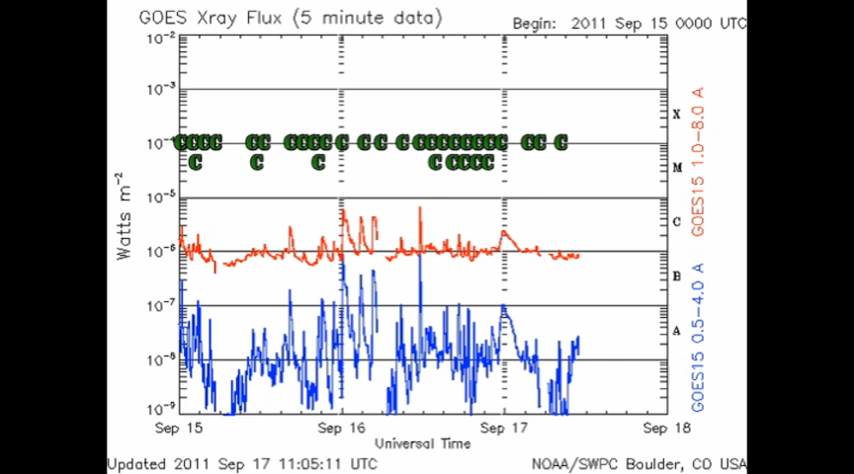 GOES Xray Flux (5 minute data)
Begin: 2011 Sep 15 0000 UTC
10⁻²
10⁻³
10⁻⁴
10⁻⁵
10⁻⁶
10⁻⁷
10⁻⁸
10⁻⁹
Watts m⁻²
C C C C C C C C C C C C C C C C C C C C C C C C C C C
C C C C C C C C
X
M
C
B
A
GOES15 1.0-8.0 A
GOES15 0.5-4.0 A
Sep 15
Sep 16
Sep 17
Sep 18
Universal Time
Updated 2011 Sep 17 11:05:11 UTC
NOAA/SWPC Boulder, CO USA